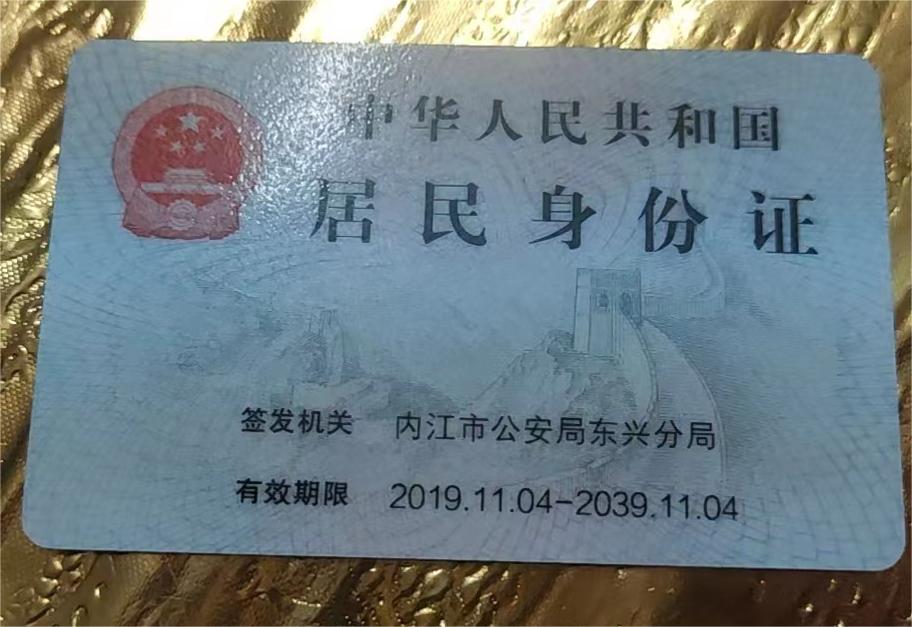 中华人民共和国
居民身份证
签发机关 内江市公安局东兴分局
有效期限 2019.11.04-2039.11.04